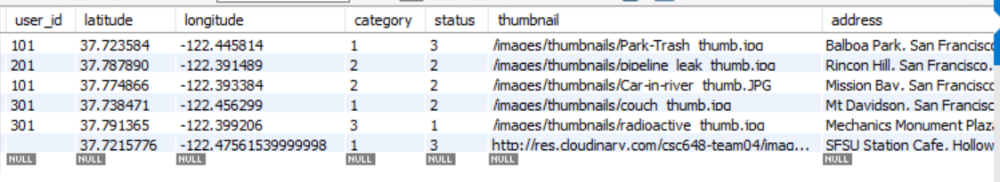 user_id latitude longitude category status thumbnail address
101 37.723584 -122.445814 1 3 /images/thumbnails/Park-Trash_thumb.jpg Balboa Park, San Francisco
201 37.787890 -122.391489 2 2 /images/thumbnails/pipeline_leak_thumb.jpg Rincon Hill, San Francisco,
101 37.774866 -122.393384 2 2 /images/thumbnails/Car-in-river_thumb.JPG Mission Bay, San Francisc
301 37.738471 -122.456299 1 2 /images/thumbnails/couch_thumb.jpg Mt Davidson, San Francisc
301 37.791365 -122.399206 3 1 /images/thumbnails/radioactive_thumb.jpg Mechanics Monument Plaz
37.7215776 -122.47561539999998 1 3 http://res.cloudinary.com/csc648-team04/imag... SFSU Station Cafe, Hollow
NULL NULL NULL NULL NULL NULL NULL